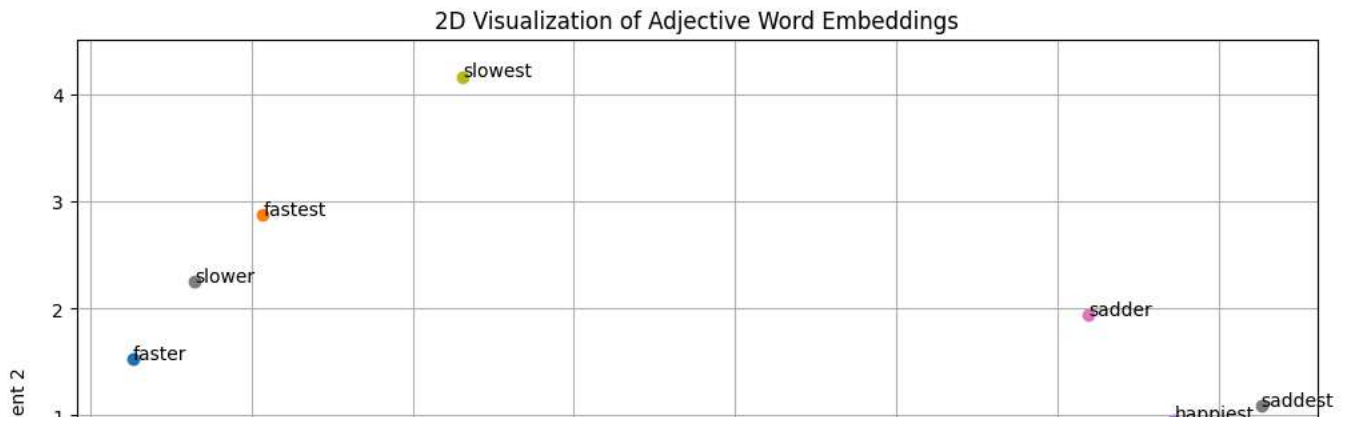 2D Visualization of Adjective Word Embeddings
slowest
4
3
fastest
slower
2
sadder
faster
saddest
happiest
1
ent 2